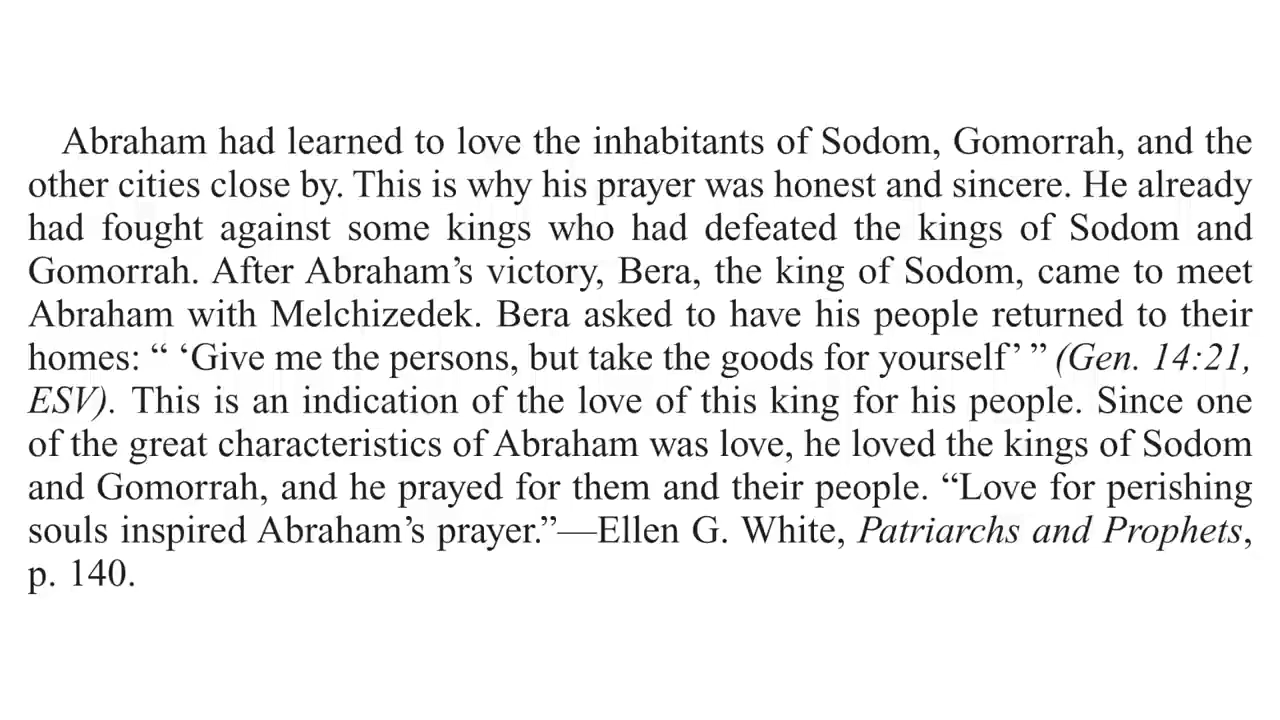 Abraham had learned to love the inhabitants of Sodom, Gomorrah, and the
other cities close by. This is why his prayer was honest and sincere. He already
had fought against some kings who had defeated the kings of Sodom and
Gomorrah. After Abraham’s victory, Bera, the king of Sodom, came to meet
Abraham with Melchizedek. Bera asked to have his people returned to their
homes: “ ‘Give me the persons, but take the goods for yourself’ ” (Gen. 14:21,
ESV). This is an indication of the love of this king for his people. Since one
of the great characteristics of Abraham was love, he loved the kings of Sodom
and Gomorrah, and he prayed for them and their people. “Love for perishing
souls inspired Abraham’s prayer.”—Ellen G. White, Patriarchs and Prophets,
p. 140.